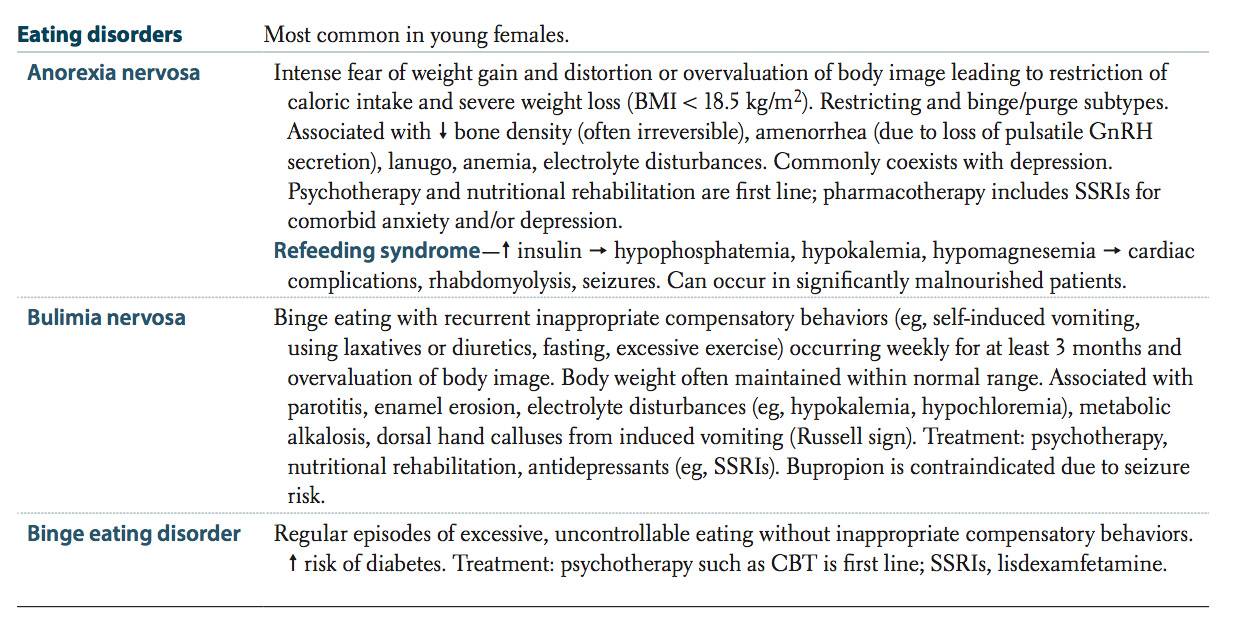 Eating disorders Most common in young females.
Anorexia nervosa Intense fear of weight gain and distortion or overvaluation of body image leading to restriction of
caloric intake and severe weight loss (BMI < 18.5 kg/m²). Restricting and binge/purge subtypes.
Associated with ↓ bone density (often irreversible), amenorrhea (due to loss of pulsatile GnRH
secretion), lanugo, anemia, electrolyte disturbances. Commonly coexists with depression.
Psychotherapy and nutritional rehabilitation are first line; pharmacotherapy includes SSRIs for
comorbid anxiety and/or depression.
Refeeding syndrome—↑ insulin → hypophosphatemia, hypokalemia, hypomagnesemia → cardiac
complications, rhabdomyolysis, seizures. Can occur in significantly malnourished patients.
Bulimia nervosa Binge eating with recurrent inappropriate compensatory behaviors (eg, self-induced vomiting,
using laxatives or diuretics, fasting, excessive exercise) occurring weekly for at least 3 months and
overvaluation of body image. Body weight often maintained within normal range. Associated with
parotitis, enamel erosion, electrolyte disturbances (eg, hypokalemia, hypochloremia), metabolic
alkalosis, dorsal hand calluses from induced vomiting (Russell sign). Treatment: psychotherapy,
nutritional rehabilitation, antidepressants (eg, SSRIs). Bupropion is contraindicated due to seizure
risk.
Binge eating disorder Regular episodes of excessive, uncontrollable eating without inappropriate compensatory behaviors.
↑ risk of diabetes. Treatment: psychotherapy such as CBT is first line; SSRIs, lisdexamfetamine.